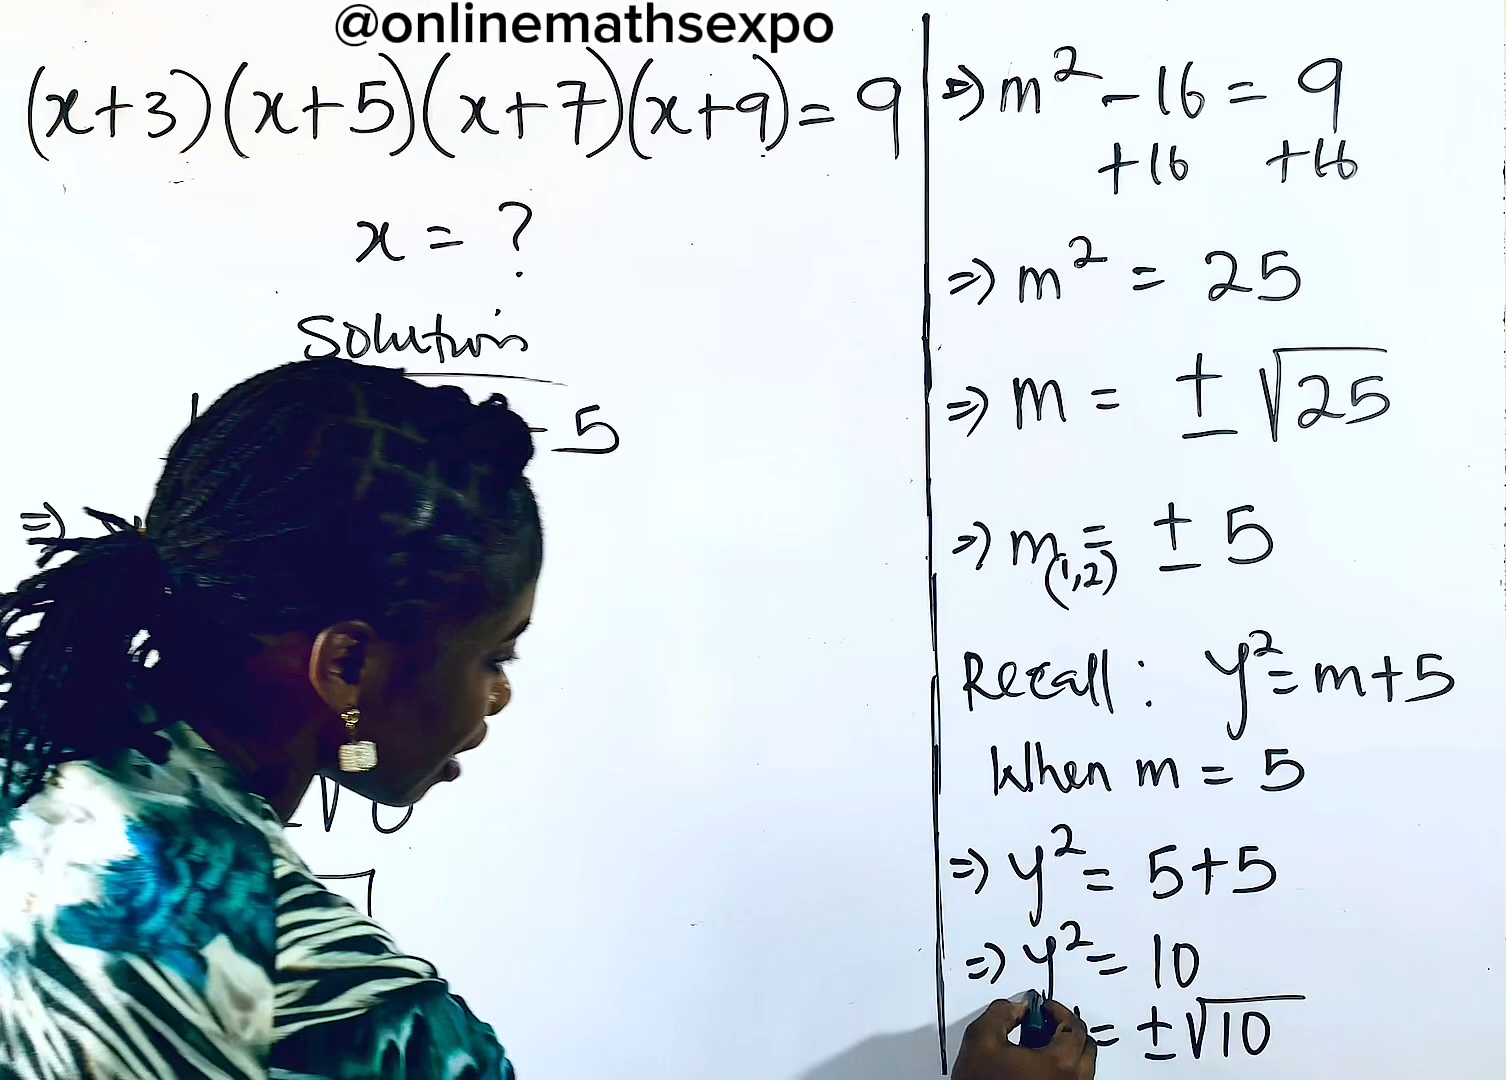 @onlinemathsexpo
(x+3)(x+5)(x+7)(x+9)=9
x = ?
Solution
- 5
⇒)
⇒) m² - 16 = 9
+16 +16
⇒) m² = 25
⇒) m = ± √25
⇒) m(1,2) = ± 5
Recall : y² = m+5
When m = 5
⇒) y² = 5+5
⇒) y² = 10
= ±√10